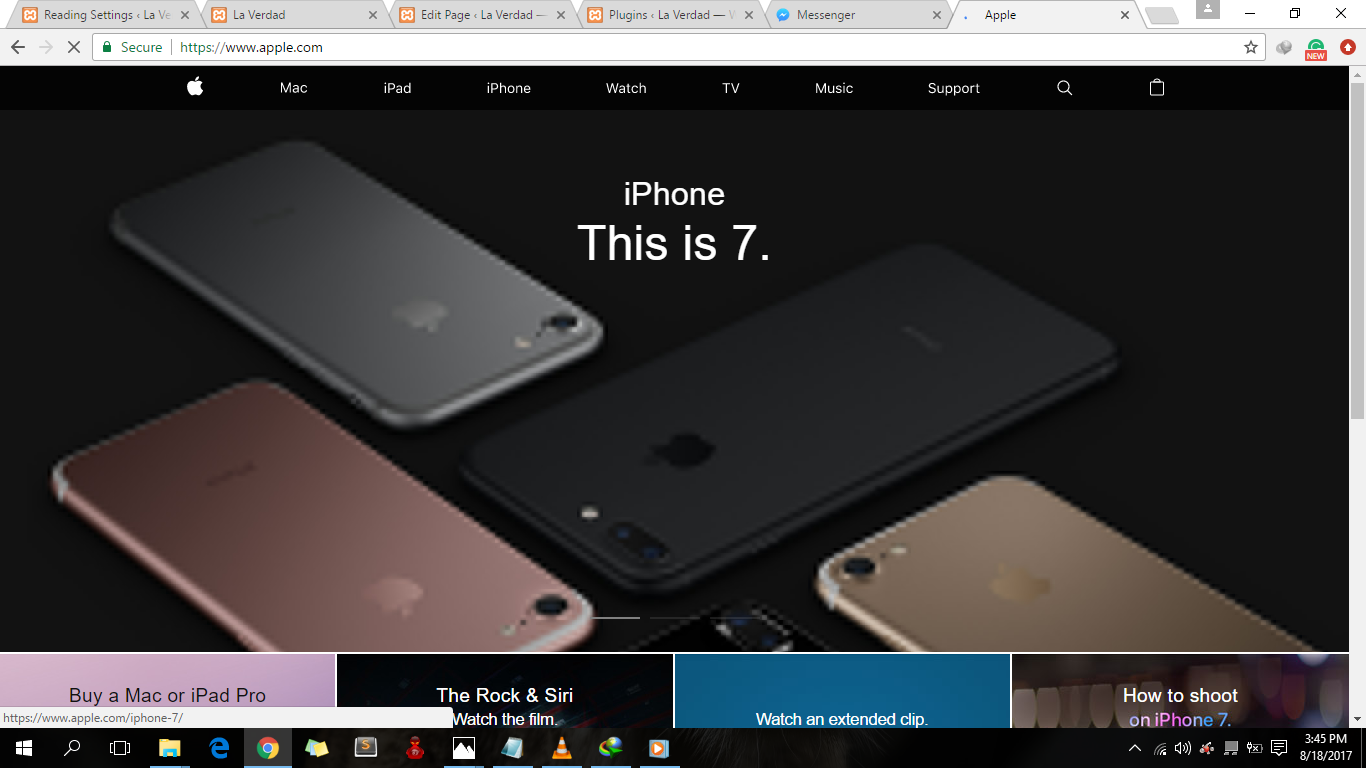 Reading Settings ‹ La Ve
La Verdad
Edit Page ‹ La Verdad —
Plugins ‹ La Verdad — W
Messenger
Apple
Secure
https://www.apple.com
NEW
Mac
iPad
iPhone
Watch
TV
Music
Support
iPhone
This is 7.
Buy a Mac or iPad Pro
The Rock & Siri
Watch the film.
Watch an extended clip.
How to shoot
on iPhone 7.
https://www.apple.com/iphone-7/
3:45 PM
8/18/2017